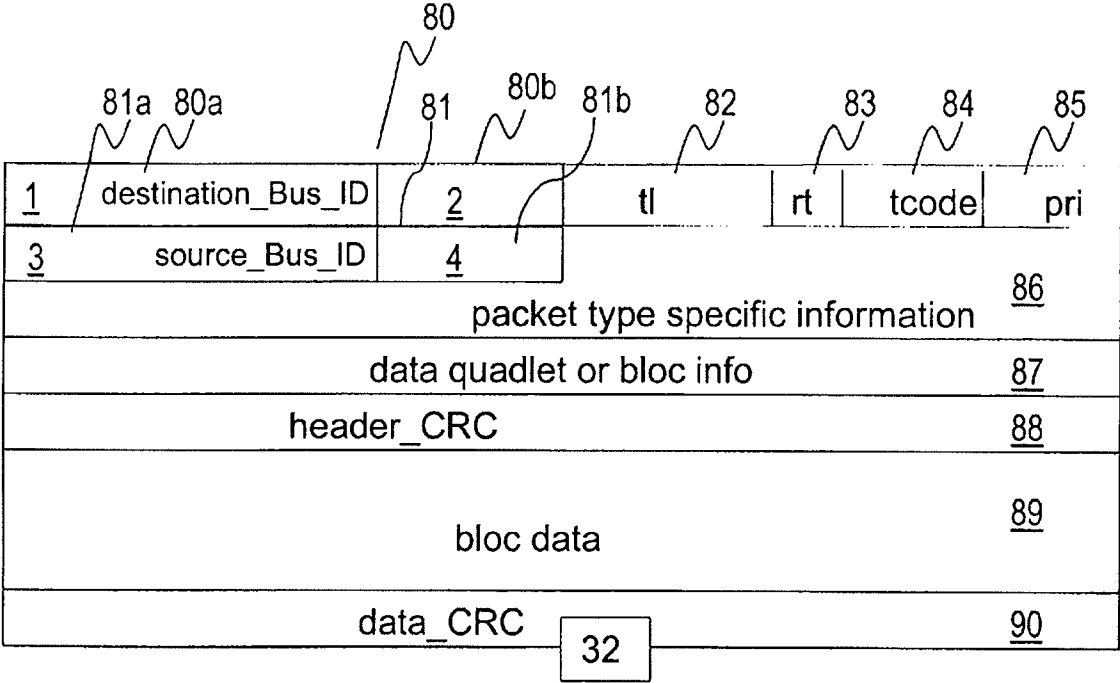 80
81a 80a 81 80b 81b 82 83 84 85
1 destination_Bus_ID 2 tl rt tcode pri
3 source_Bus_ID 4
86
packet type specific information
data quadlet or bloc info 87
header_CRC 88
89
bloc data
data_CRC 90
32